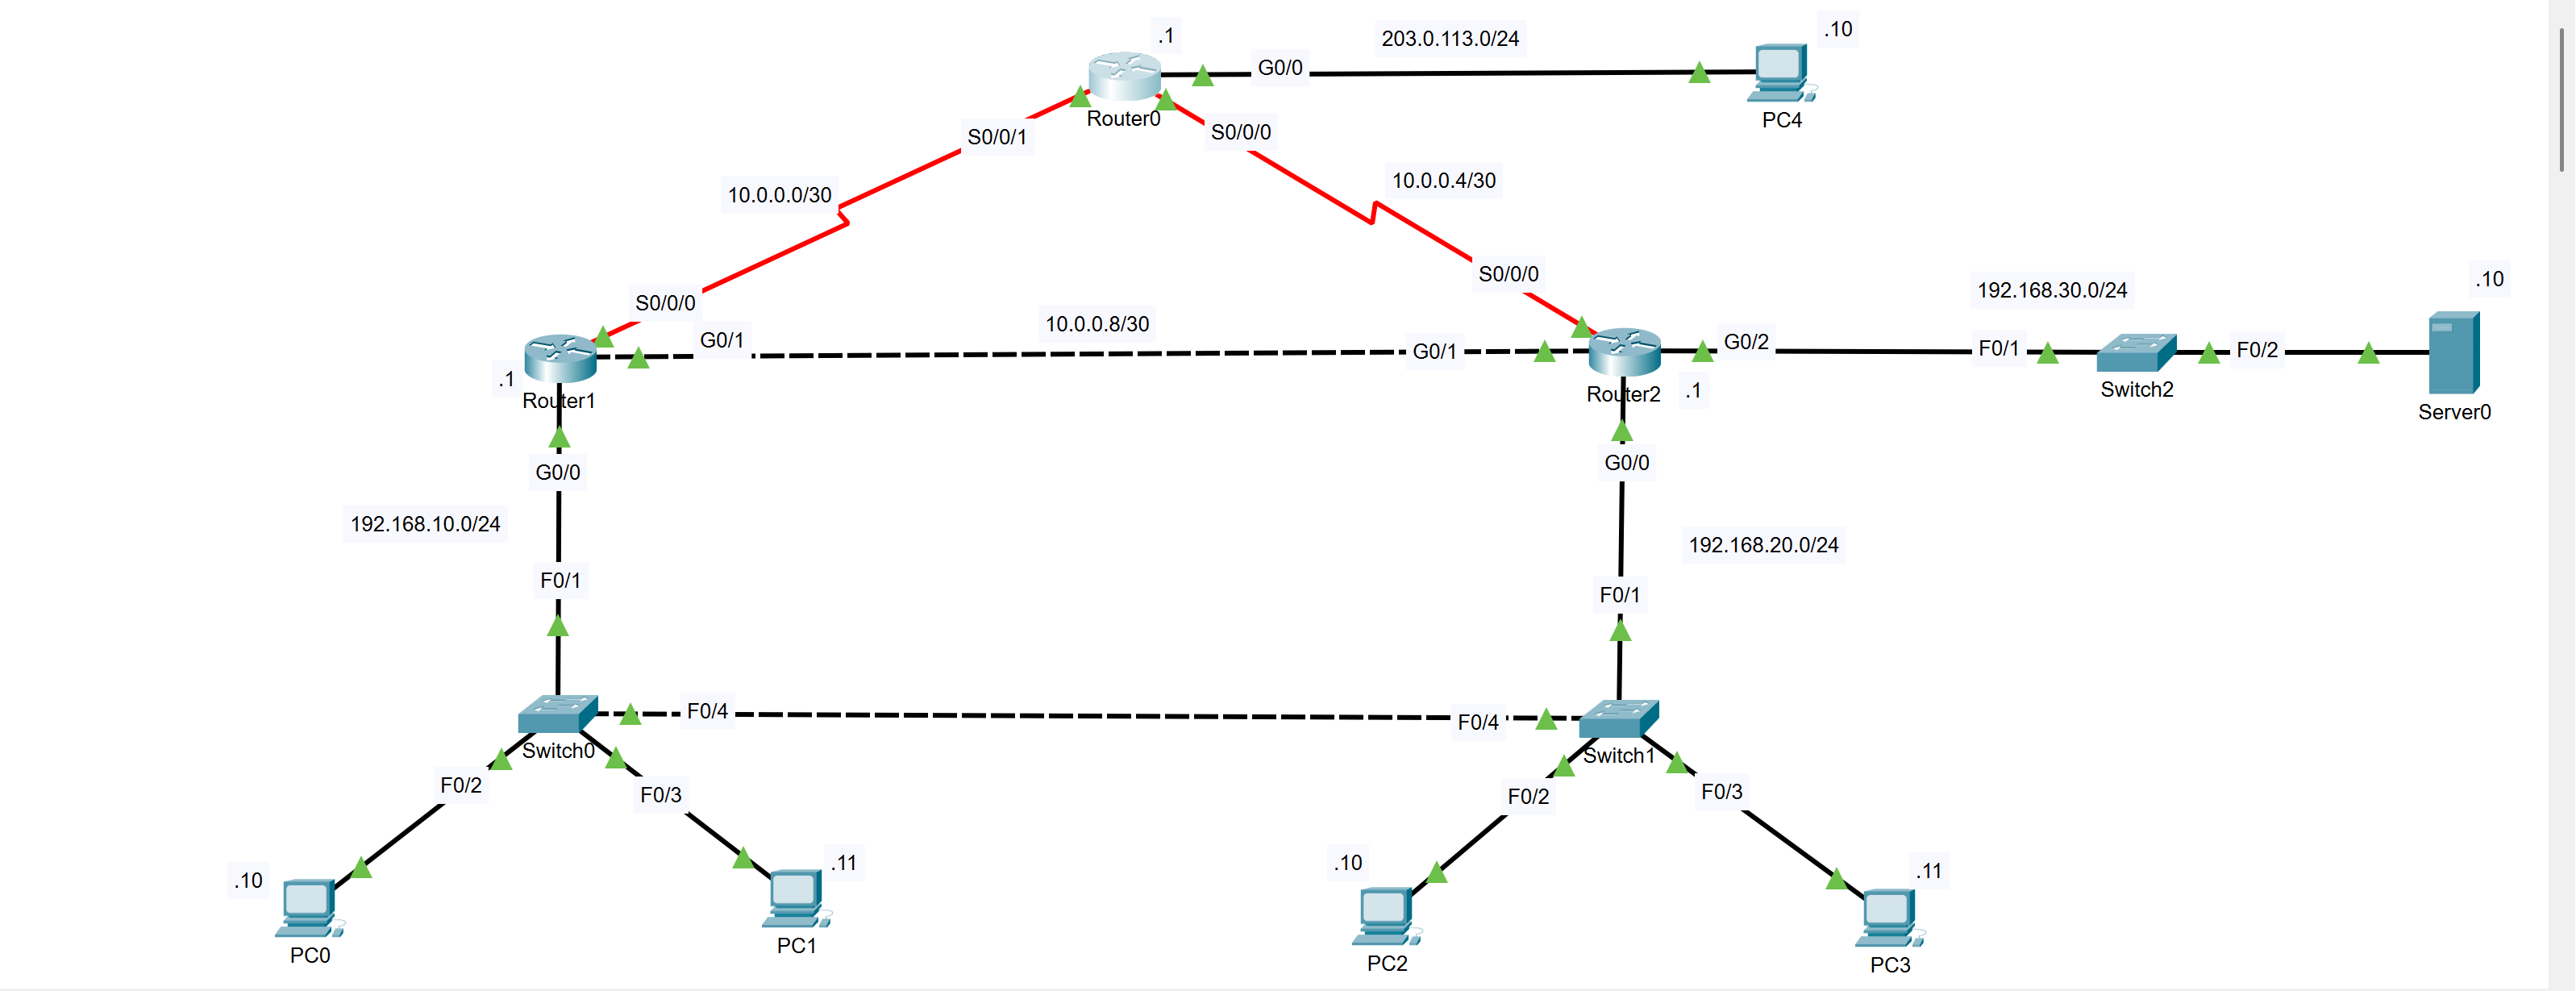 .1
203.0.113.0/24
.10
G0/0
Router0
PC4
S0/0/1
S0/0/0
10.0.0.0/30
10.0.0.4/30
S0/0/0
S0/0/0
.10
192.168.30.0/24
G0/1
10.0.0.8/30
G0/1
G0/2
F0/1
F0/2
.1
Router1
Router2
.1
Switch2
Server0
G0/0
G0/0
192.168.10.0/24
192.168.20.0/24
F0/1
F0/1
F0/4
F0/4
Switch0
Switch1
F0/2
F0/3
F0/2
F0/3
.10
.11
.10
.11
PC0
PC1
PC2
PC3